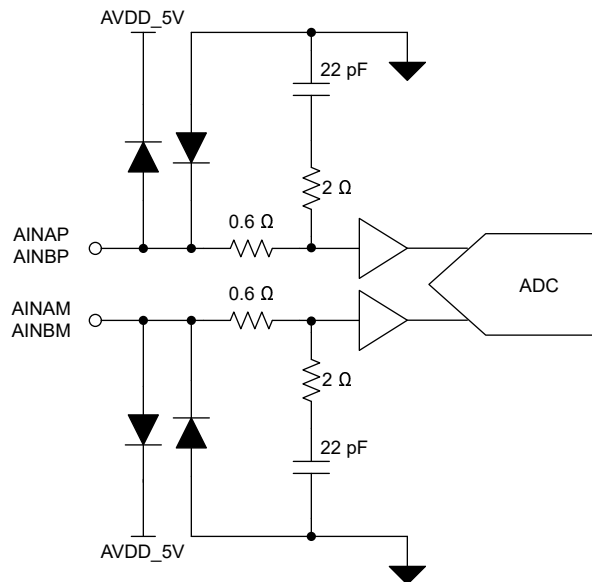 AVDD_5V
22 pF
2 Ω
0.6 Ω
AINAP
AINBP
ADC
0.6 Ω
AINAM
AINBM
2 Ω
22 pF
AVDD_5V